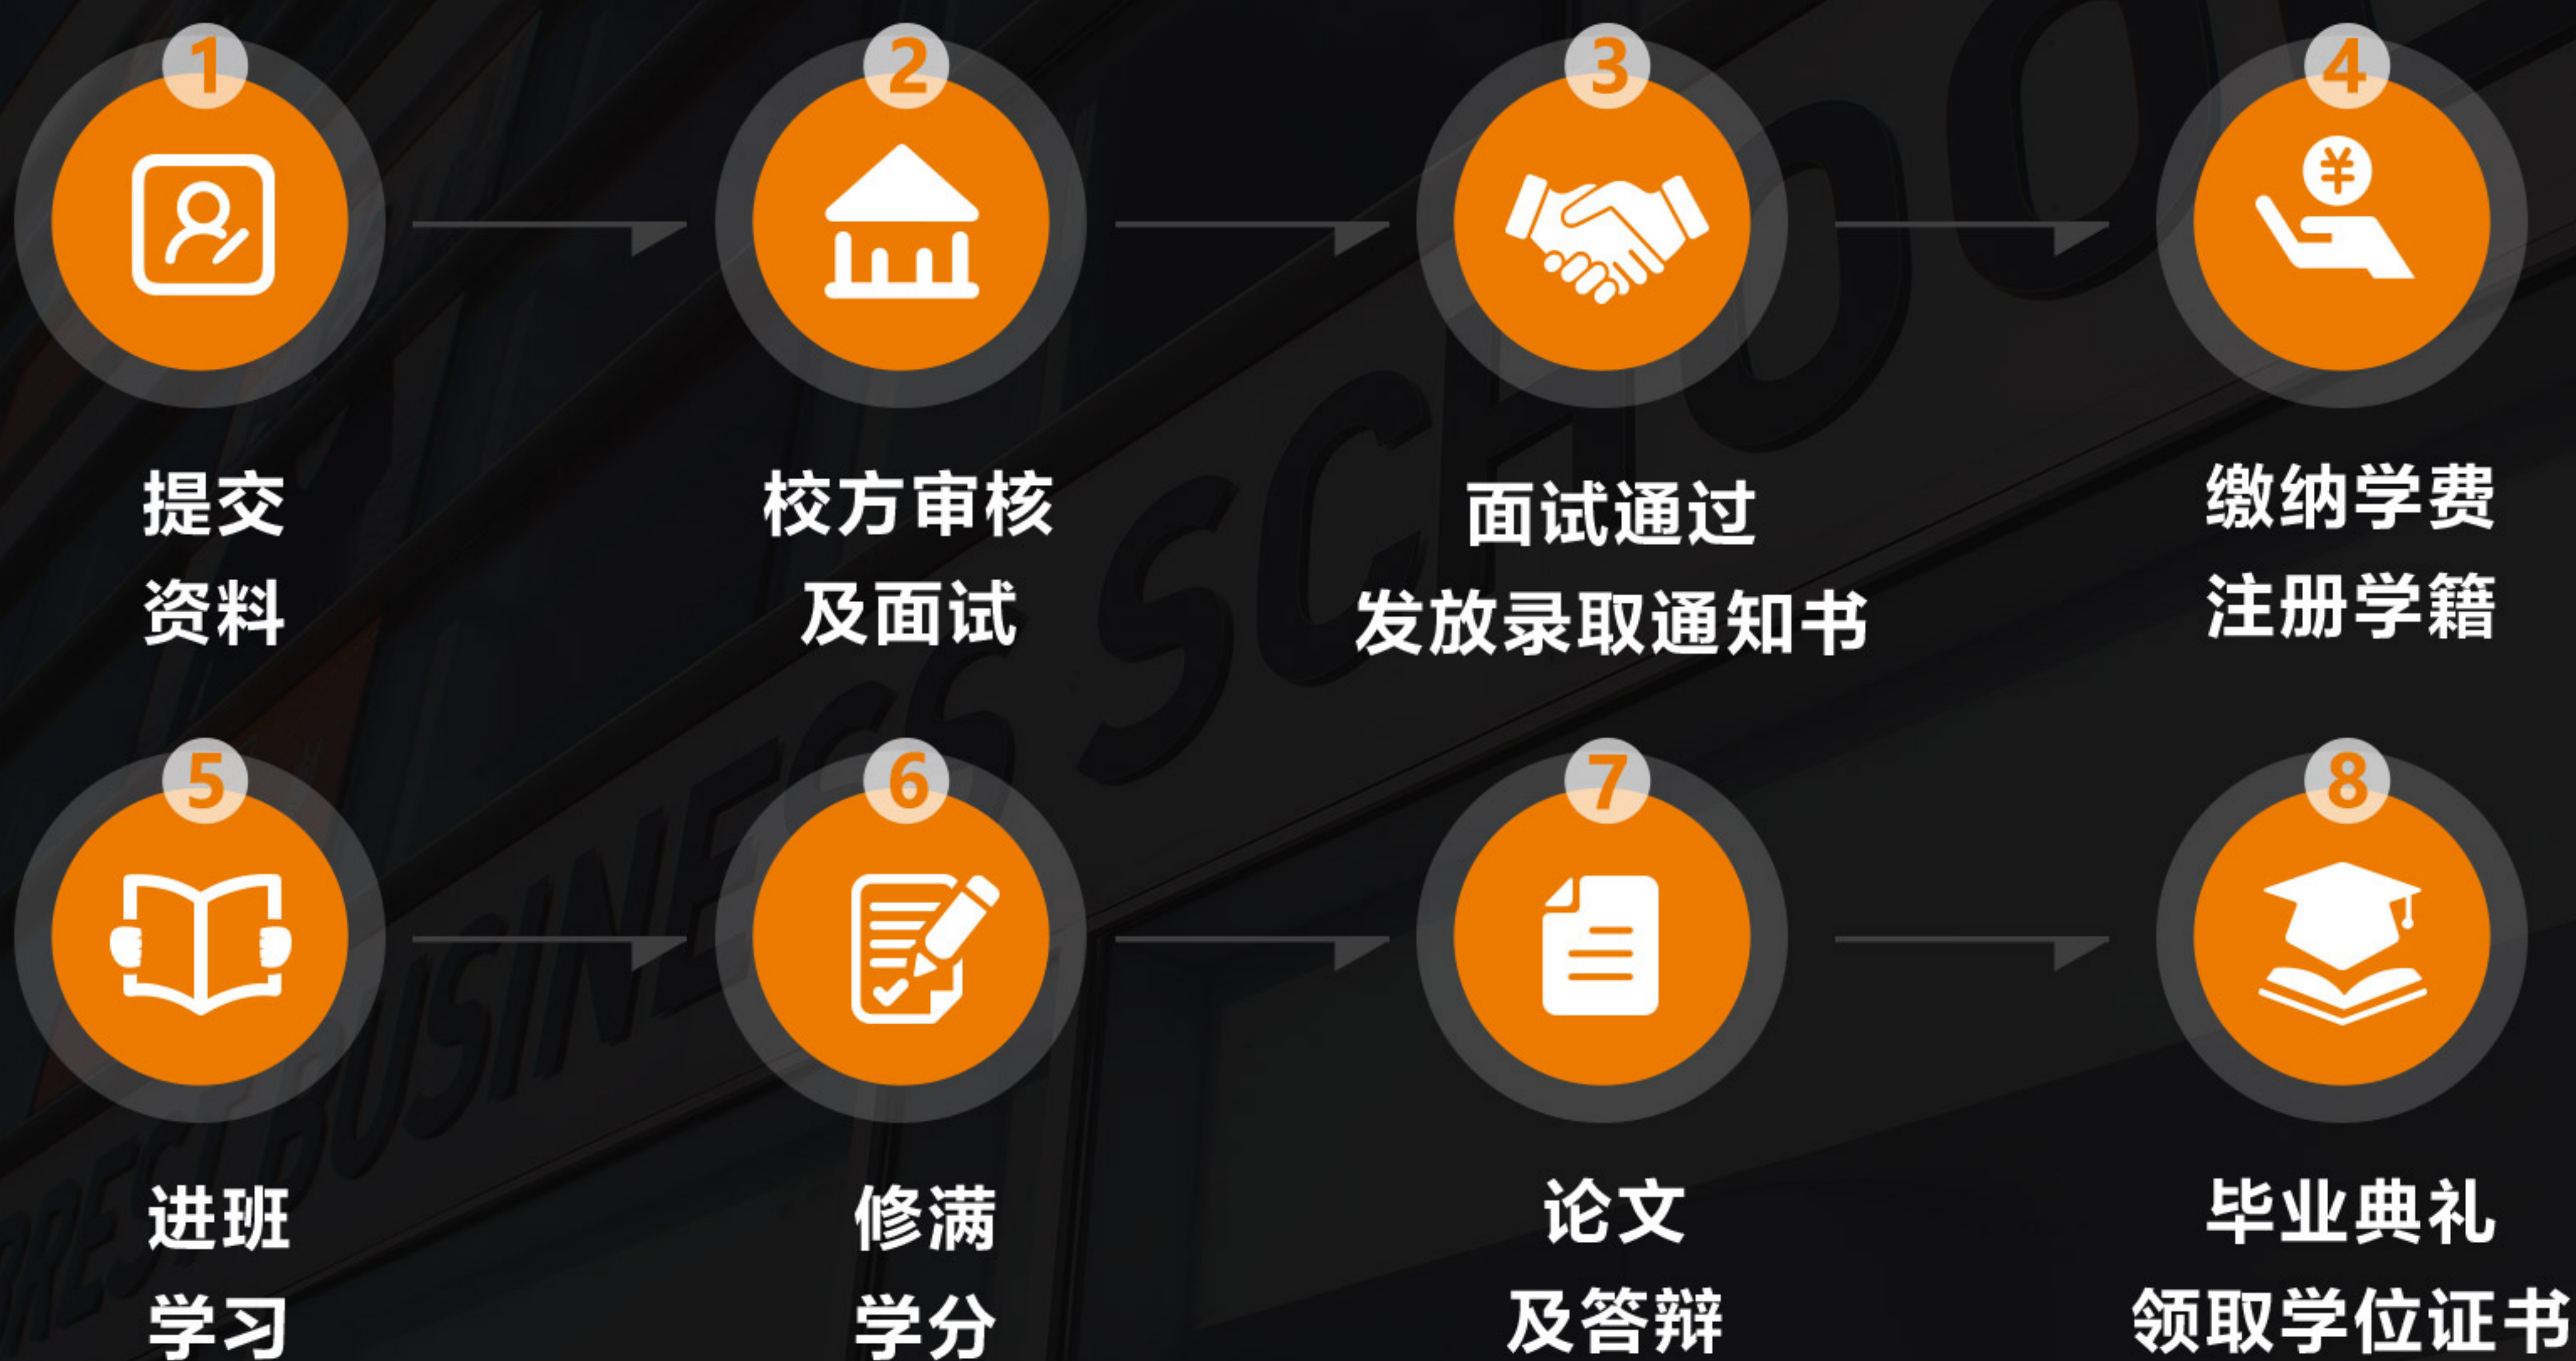 1
2
3
4
提交
资料
校方审核
及面试
面试通过
发放录取通知书
缴纳学费
注册学籍
5
6
7
8
进班
学习
修满
学分
论文
及答辩
毕业典礼
领取学位证书
BUSINESS SCHOOL